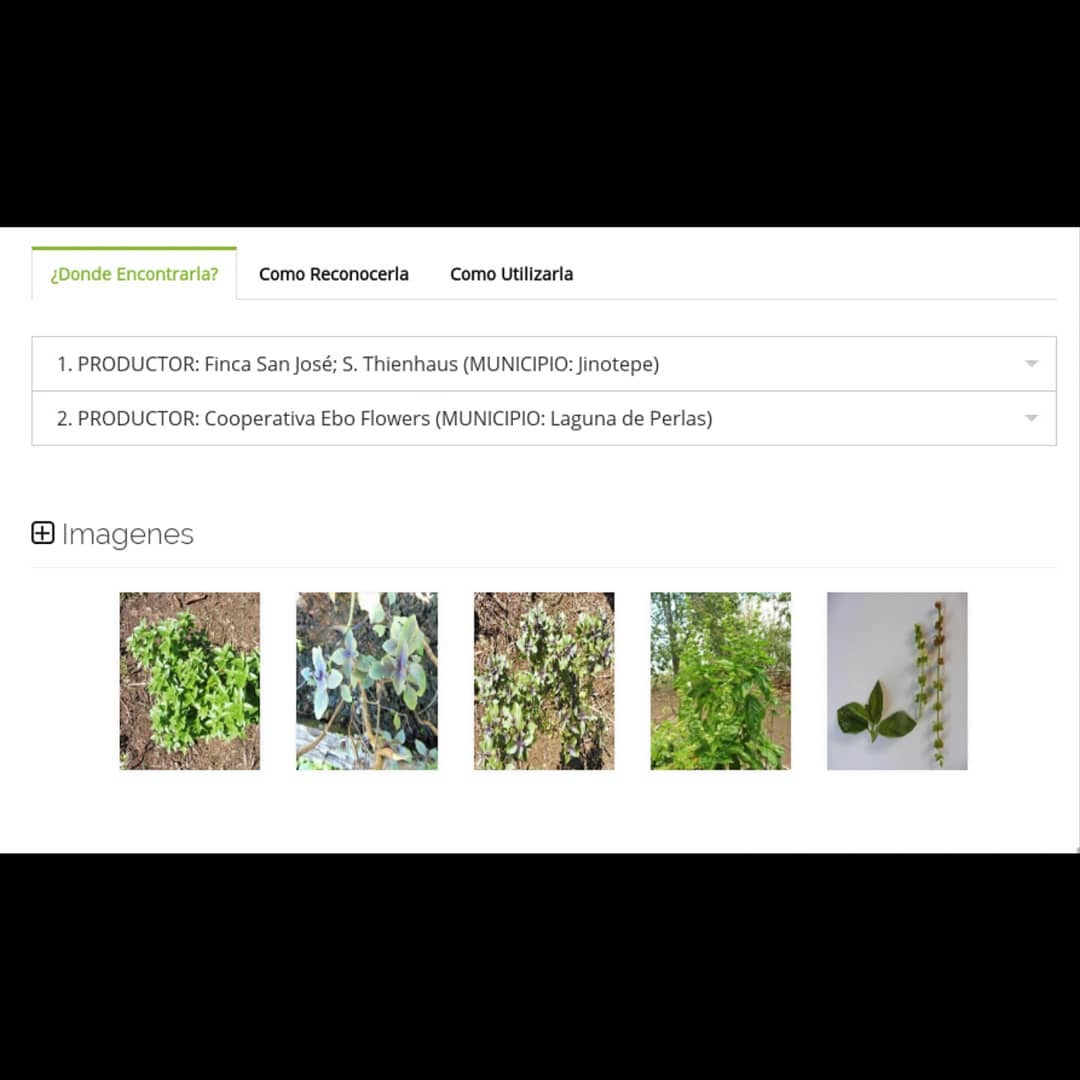 ¿Donde Encontrarla? Como Reconocerla Como Utilizarla
1. PRODUCTOR: Finca San José; S. Thienhaus (MUNICIPIO: Jinotepe)
2. PRODUCTOR: Cooperativa Ebo Flowers (MUNICIPIO: Laguna de Perlas)
Imagenes